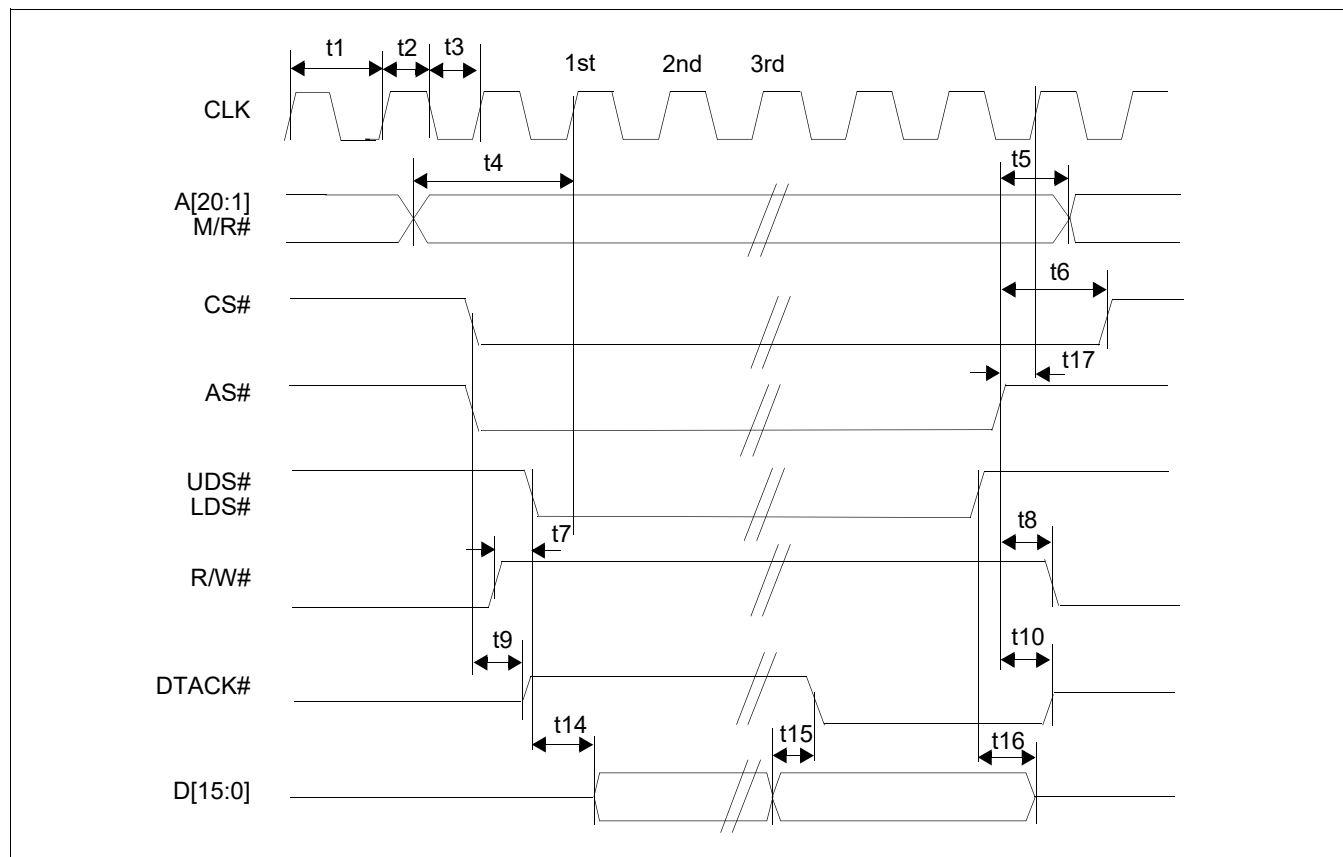 t1 t2 t3
1st 2nd 3rd
CLK
t4
t5
A[20:1]
M/R#
t6
CS#
t17
AS#
UDS#
LDS#
t7
t8
R/W#
t9
t10
DTACK#
t14
t15
t16
D[15:0]